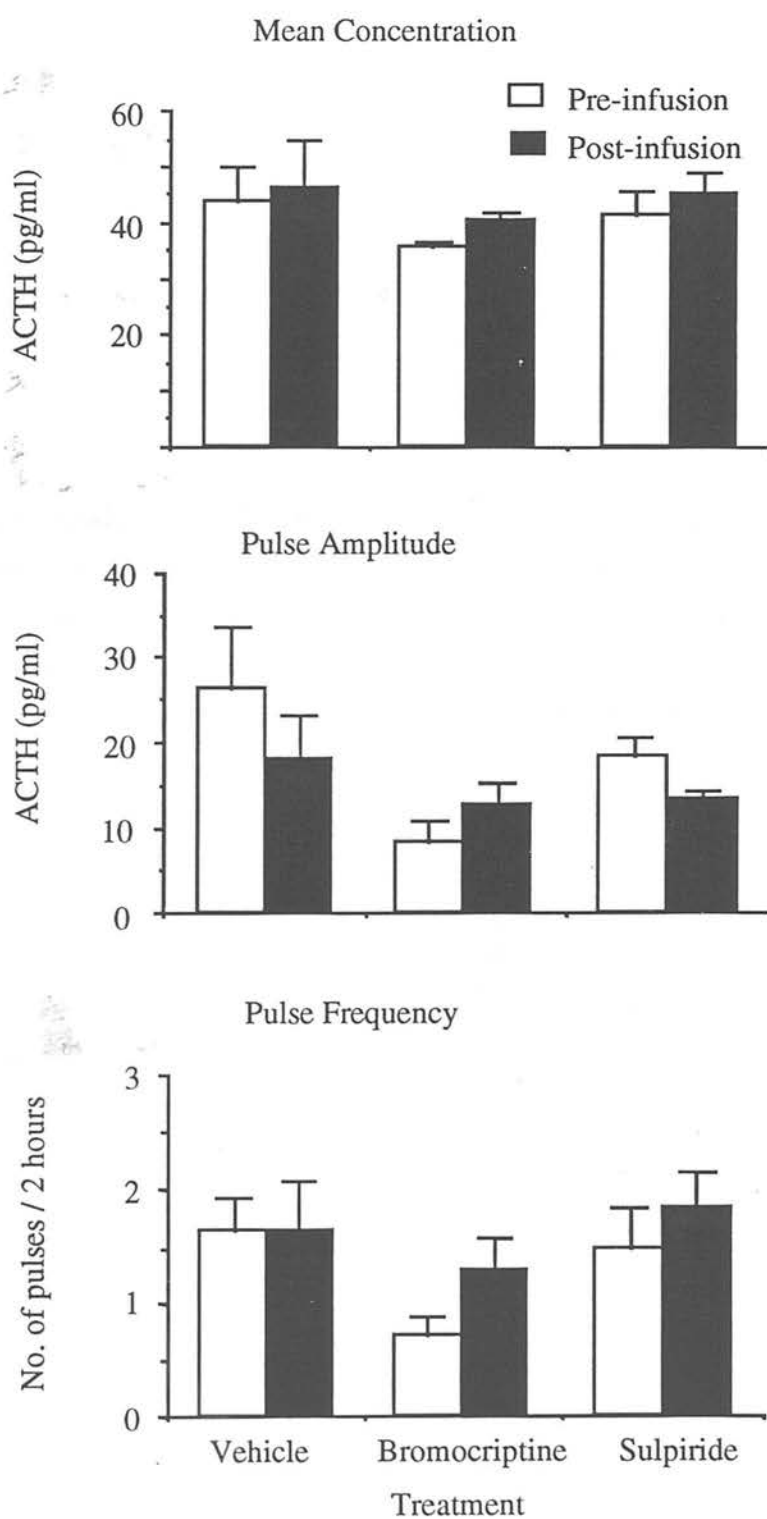 Mean Concentration
Pre-infusion
Post-infusion
ACTH (pg/ml)
60
40
20
Pulse Amplitude
ACTH (pg/ml)
40
30
20
10
0
Pulse Frequency
No. of pulses / 2 hours
3
2
1
0
Vehicle Bromocriptine Sulpiride
Treatment